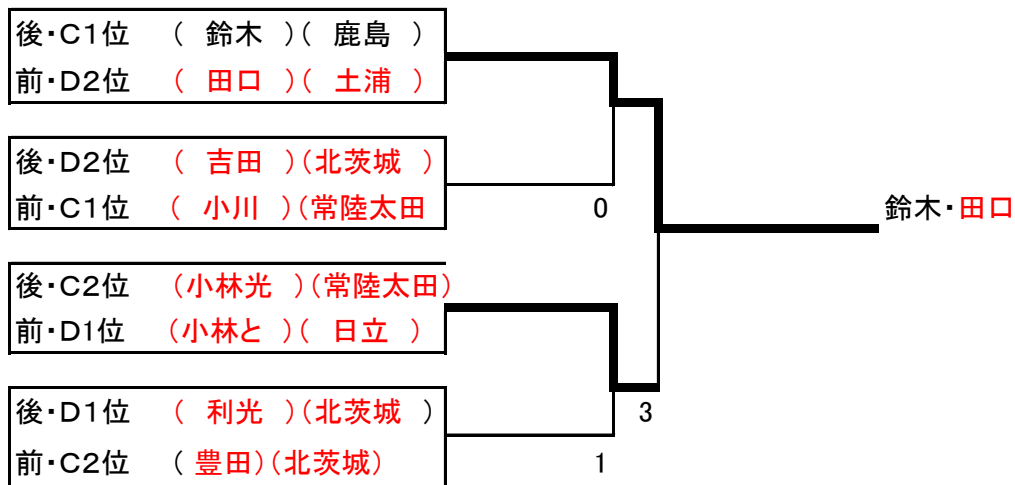 後・C1位 （ 鈴木 ）（ 鹿島 ）
前・D2位 （ 田口 ）（ 土浦 ）
後・D2位 （ 吉田 ）（北茨城 ）
前・C1位 （ 小川 ）（常陸太田
0
鈴木・田口
後・C2位 （小林光 ）（常陸太田）
前・D1位 （小林と ）（ 日立 ）
後・D1位 （ 利光 ）（北茨城 ）
3
前・C2位 （ 豊田）（北茨城）
1